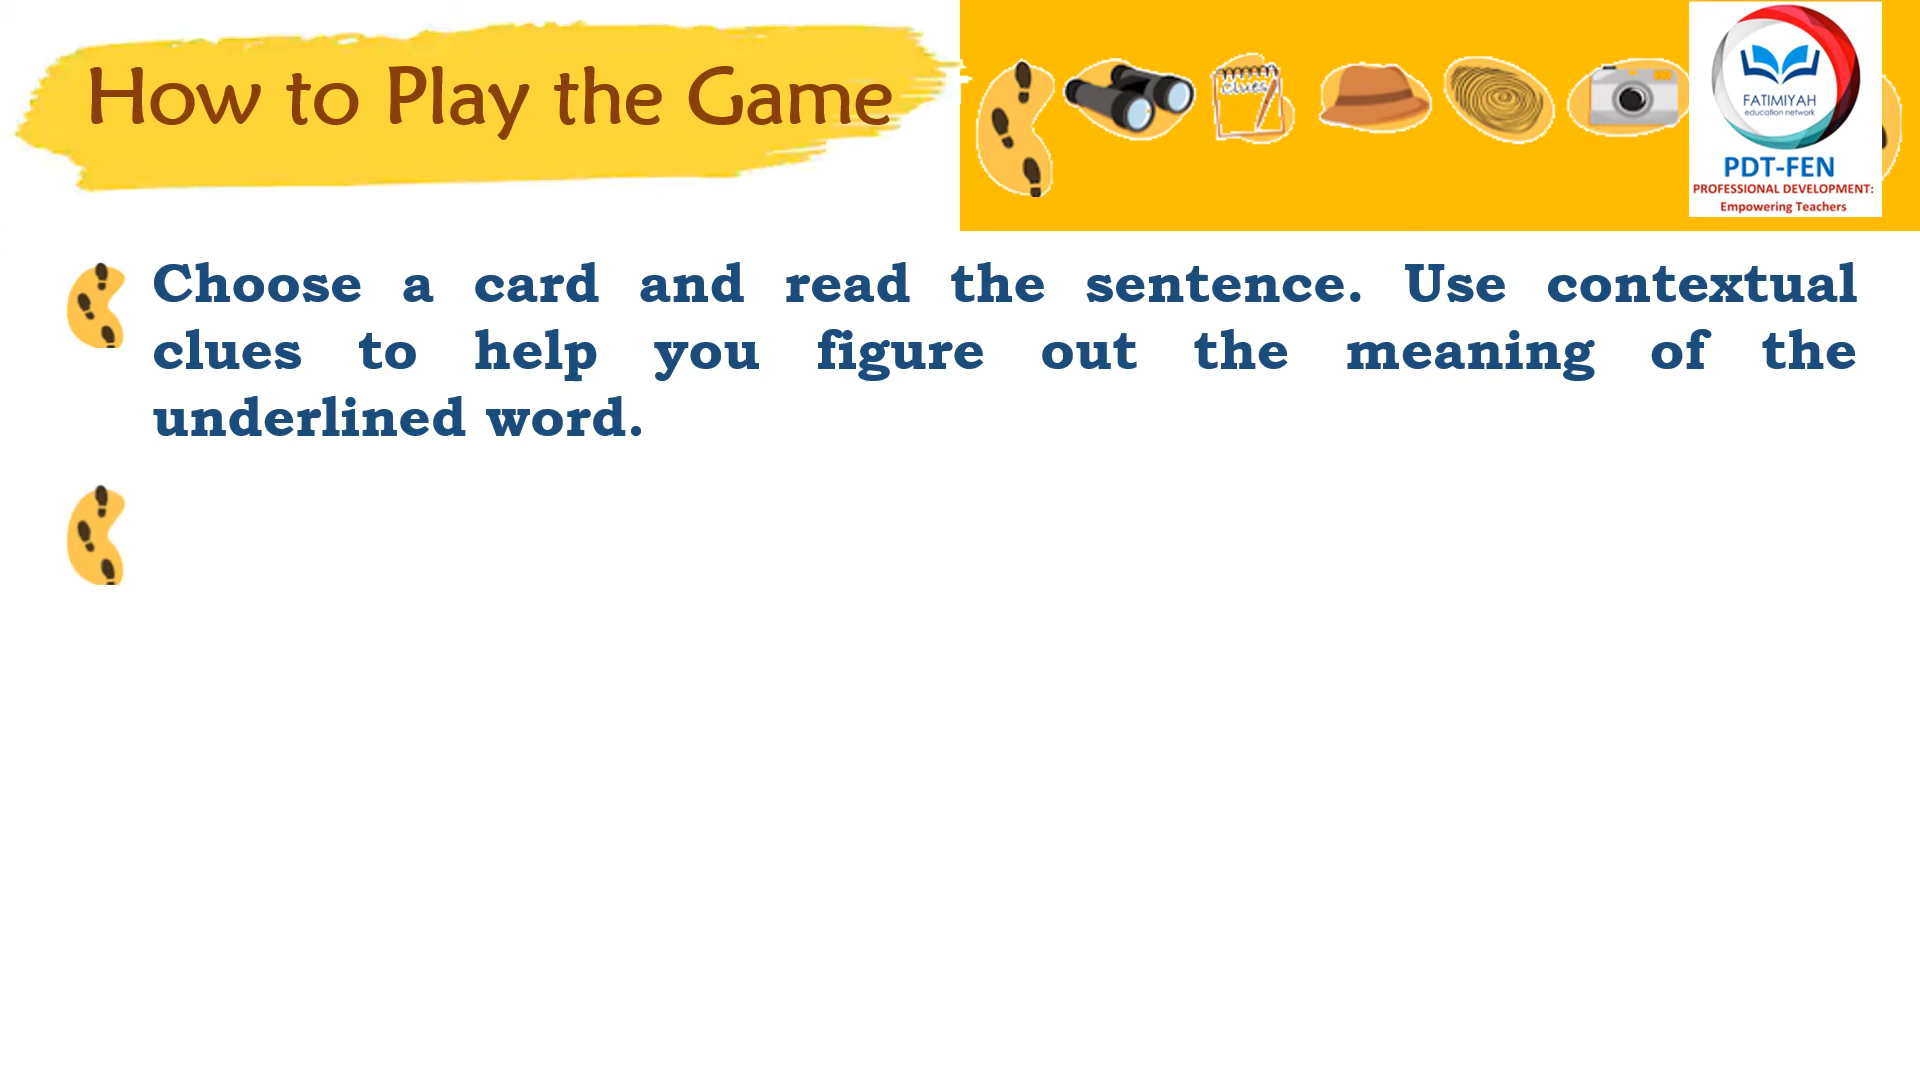 How to Play the Game
clues
FATIMIYAH
education network
PDT-FEN
PROFESSIONAL DEVELOPMENT:
Empowering Teachers
Choose a card and read the sentence. Use contextual
clues to help you figure out the meaning of the
underlined word.